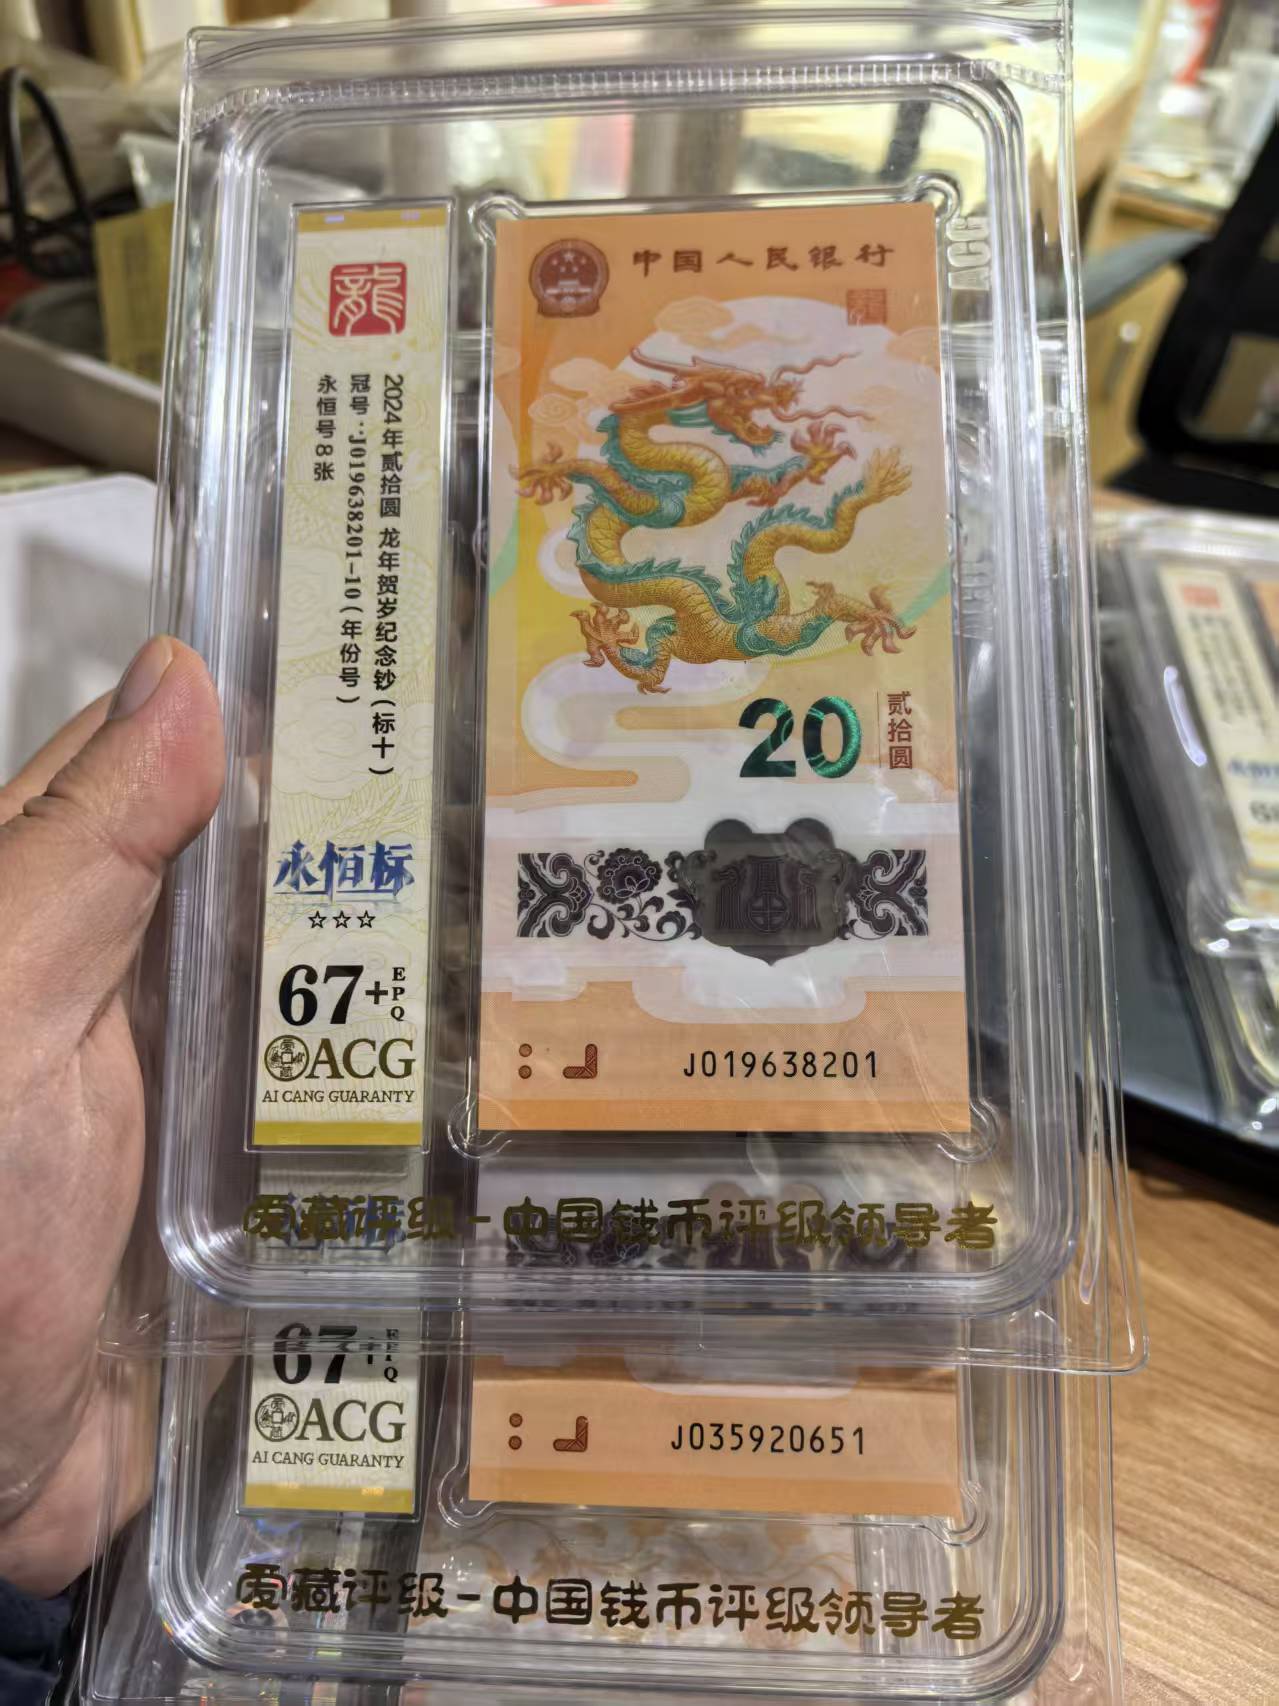 龍
2024年贰拾圆 龙年贺岁纪念钞(标十)
冠号:J019638201-10(年份号)
永恒号8张
永恒标
☆☆☆
67+
EPQ
ACG
AI CANG GUARANTY
中国人民银行
20
贰拾圆
J019638201
ACG
爱藏评级-中国钱币评级领导者
67+
EPQ
ACG
AI CANG GUARANTY
J035920651
爱藏评级-中国钱币评级领导者